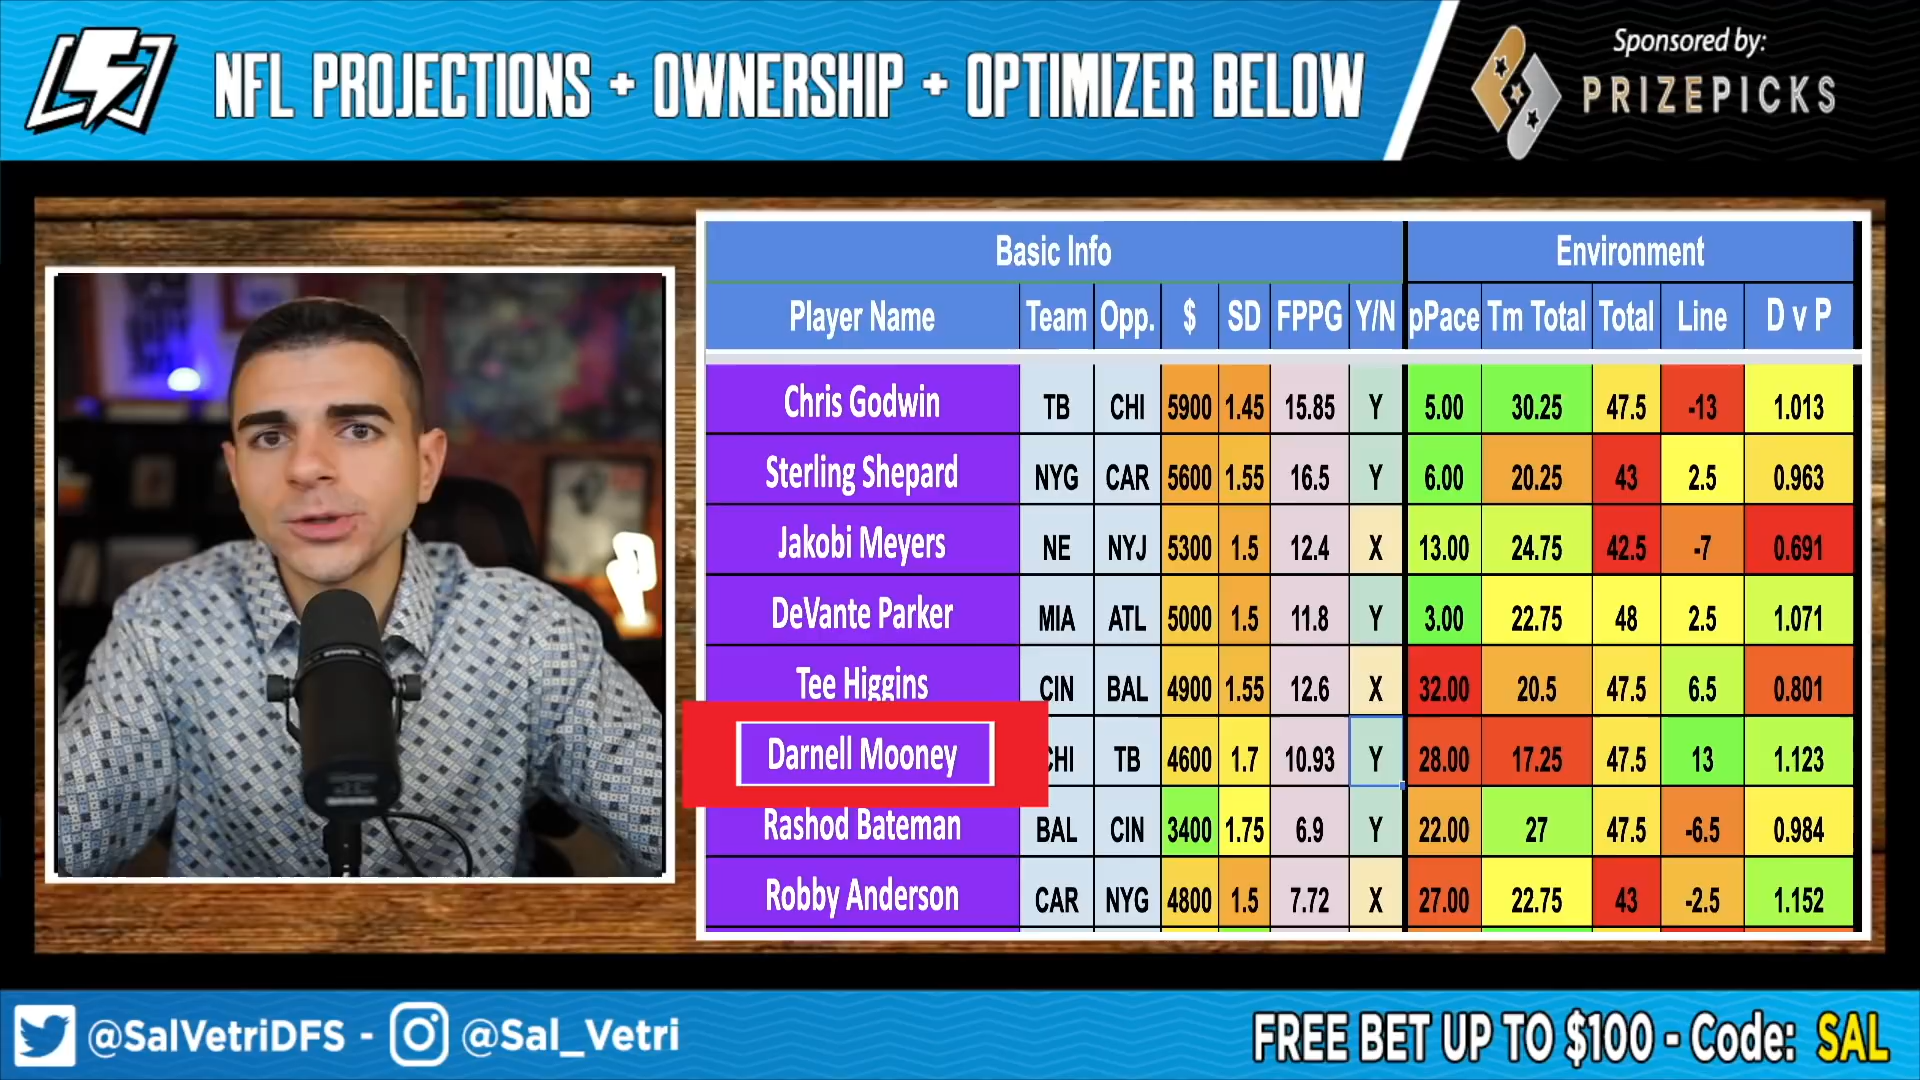 NFL PROJECTIONS + OWNERSHIP + OPTIMIZER BELOW
Sponsored by:
PRIZEPICKS
Basic Info Environment
Player Name Team Opp. $ SD FPPG Y/N pPace Tm Total Total Line D v P
Chris Godwin TB CHI 5900 1.45 15.85 Y 5.00 30.25 47.5 -13 1.013
Sterling Shepard NYG CAR 5600 1.55 16.5 Y 6.00 20.25 43 2.5 0.963
Jakobi Meyers NE NYJ 5300 1.5 12.4 X 13.00 24.75 42.5 -7 0.691
DeVante Parker MIA ATL 5000 1.5 11.8 Y 3.00 22.75 48 2.5 1.071
Tee Higgins CIN BAL 4900 1.55 12.6 X 32.00 20.5 47.5 6.5 0.801
Darnell Mooney CHI TB 4600 1.7 10.93 Y 28.00 17.25 47.5 13 1.123
Rashod Bateman BAL CIN 3400 1.75 6.9 Y 22.00 27 47.5 -6.5 0.984
Robby Anderson CAR NYG 4800 1.5 7.72 X 27.00 22.75 43 -2.5 1.152
@SalVetriDFS - @Sal_Vetri
FREE BET UP TO $100 - Code: SAL